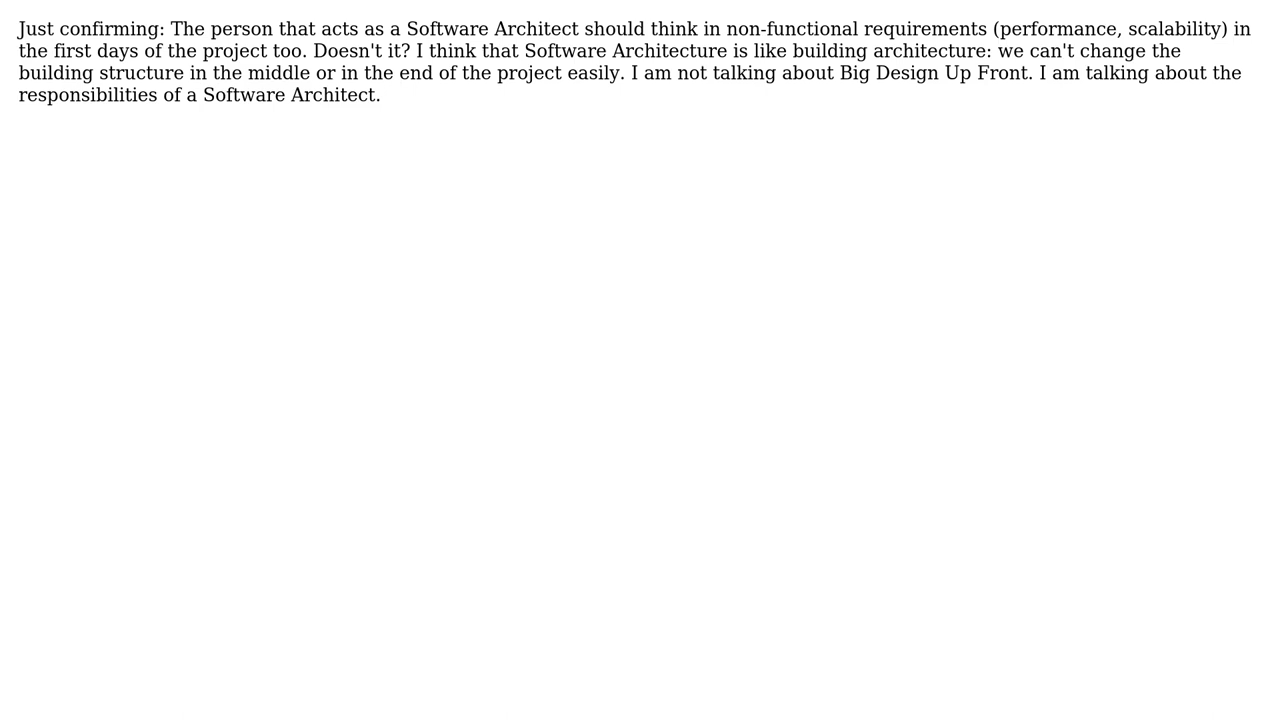 Just confirming: The person that acts as a Software Architect should think in non-functional requirements (performance, scalability) in
the first days of the project too. Doesn't it? I think that Software Architecture is like building architecture: we can't change the
building structure in the middle or in the end of the project easily. I am not talking about Big Design Up Front. I am talking about the
responsibilities of a Software Architect.